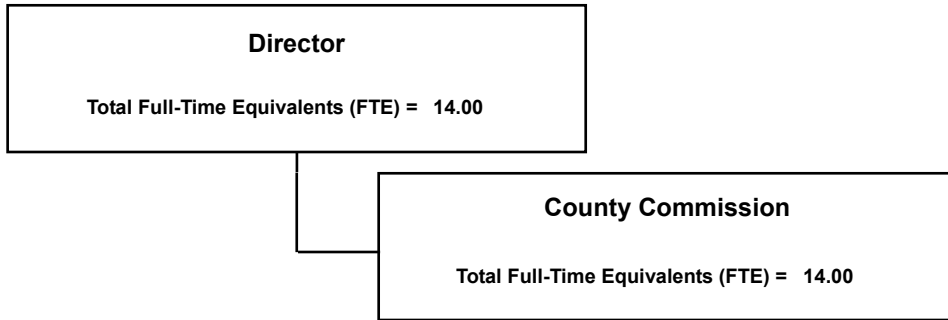 Director
Total Full-Time Equivalents (FTE) = 14.00
County Commission
Total Full-Time Equivalents (FTE) = 14.00